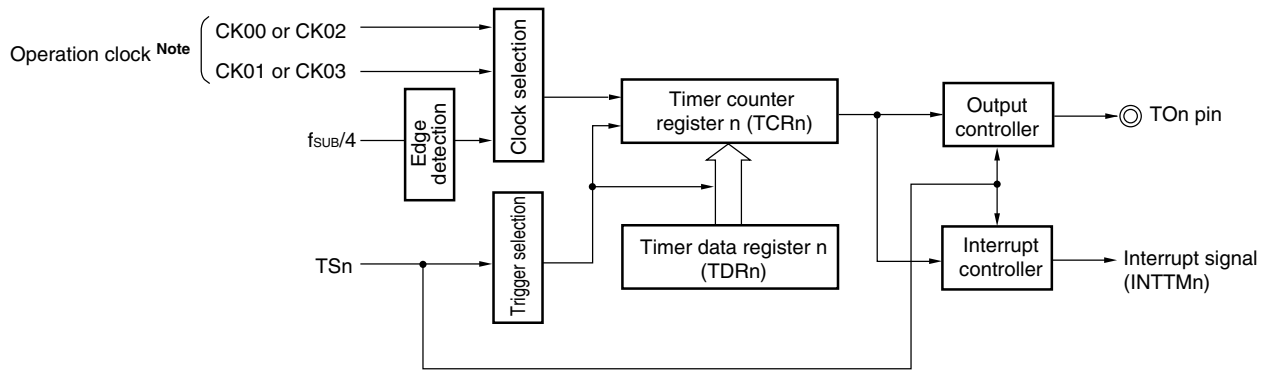 Operation clock Note
CK00 or CK02
CK01 or CK03
fSUB/4
Edge
detection
Clock selection
TSn
Trigger selection
Timer counter
register n (TCRn)
Timer data register n
(TDRn)
Output
controller
TOn pin
Interrupt
controller
Interrupt signal
(INTTMn)